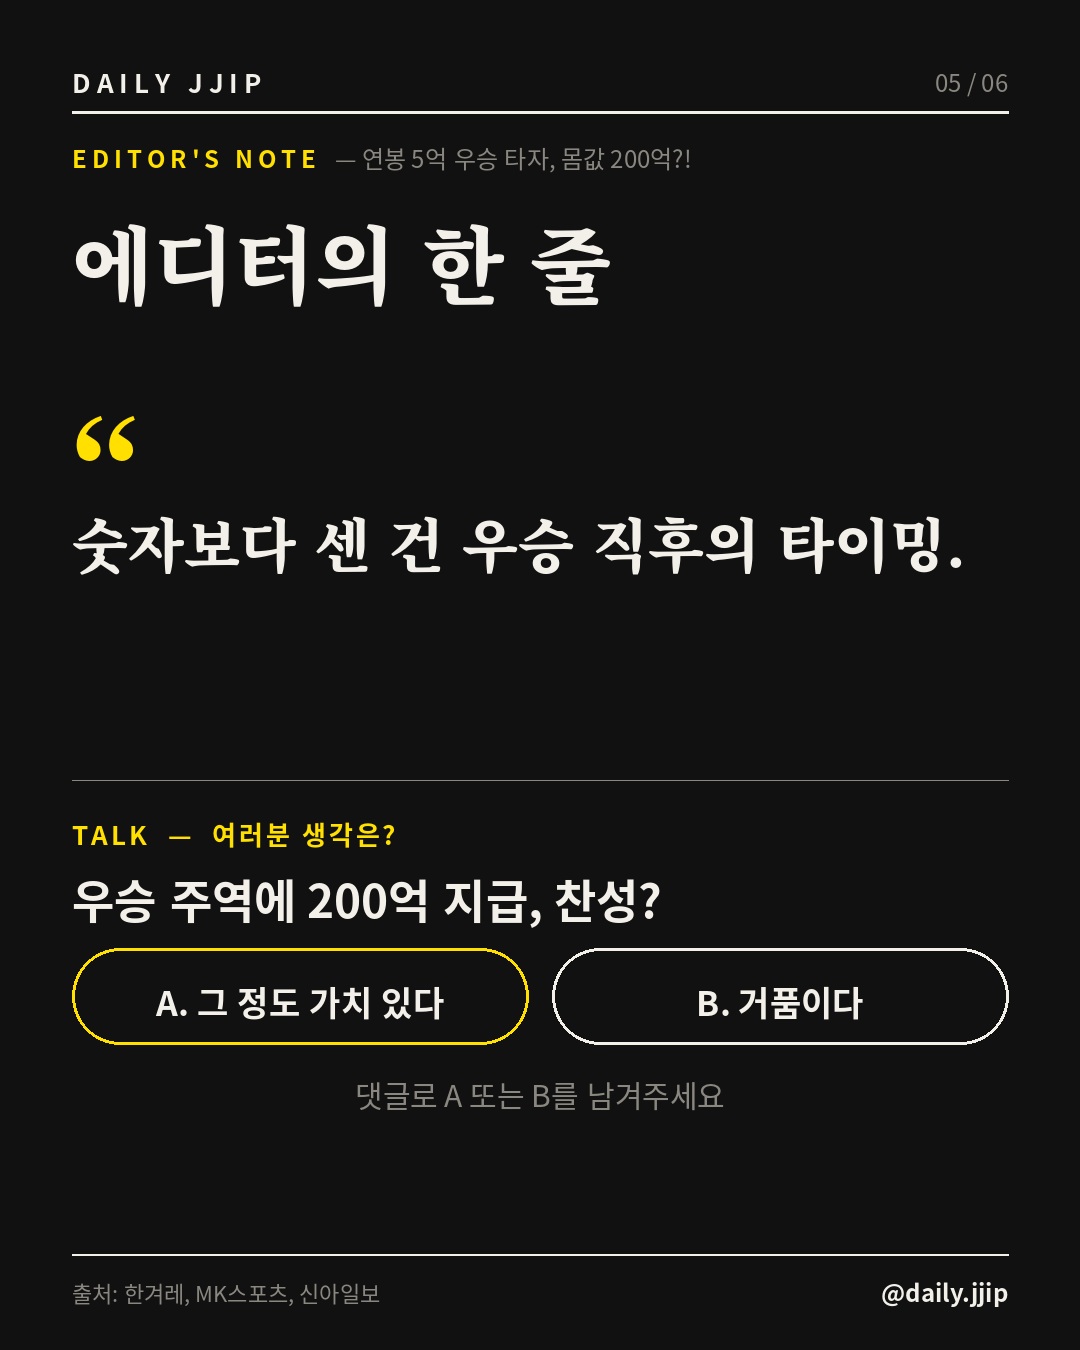 DAILY JJIP
05 / 06
EDITOR'S NOTE — 연봉 5억 우승 타자, 몸값 200억?!
에디터의 한 줄
“
숫자보다 센 건 우승 직후의 타이밍.
TALK — 여러분 생각은?
우승 주역에 200억 지급, 찬성?
A. 그 정도 가치 있다
B. 거품이다
댓글로 A 또는 B를 남겨주세요
출처: 한겨레, MK스포츠, 신아일보
@daily.jjip